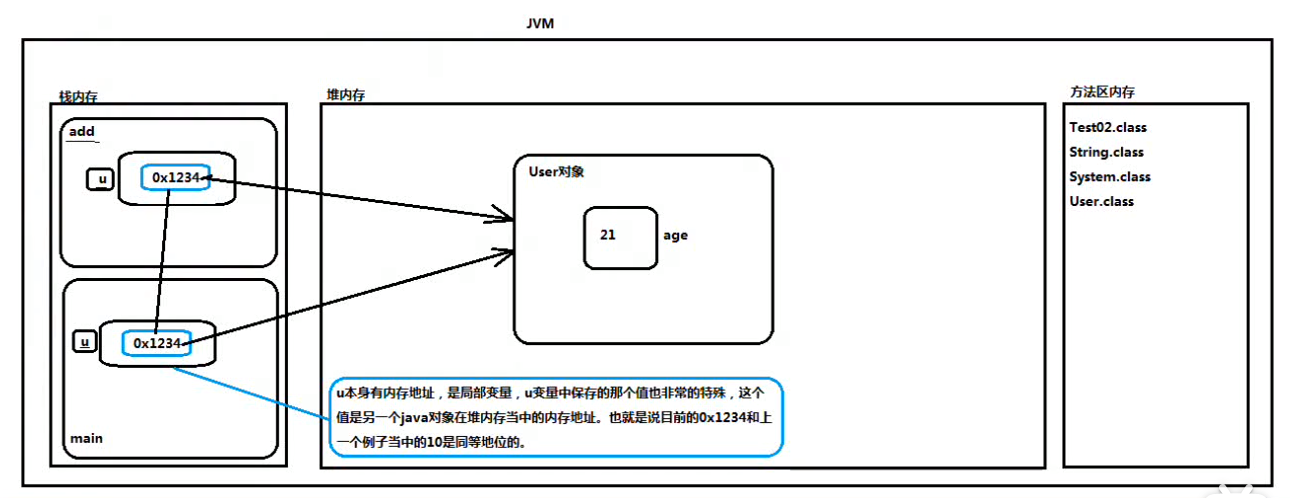 JVM
栈内存
add
u
0x1234
u
0x1234
main
堆内存
User对象
21
age
u本身有内存地址，是局部变量，u变量中保存的那个值也非常的特殊，这个
值是另一个java对象在堆内存当中的内存地址。也就是说目前的0x1234和上
一个例子当中的10是同等地位的。
方法区内存
Test02.class
String.class
System.class
User.class